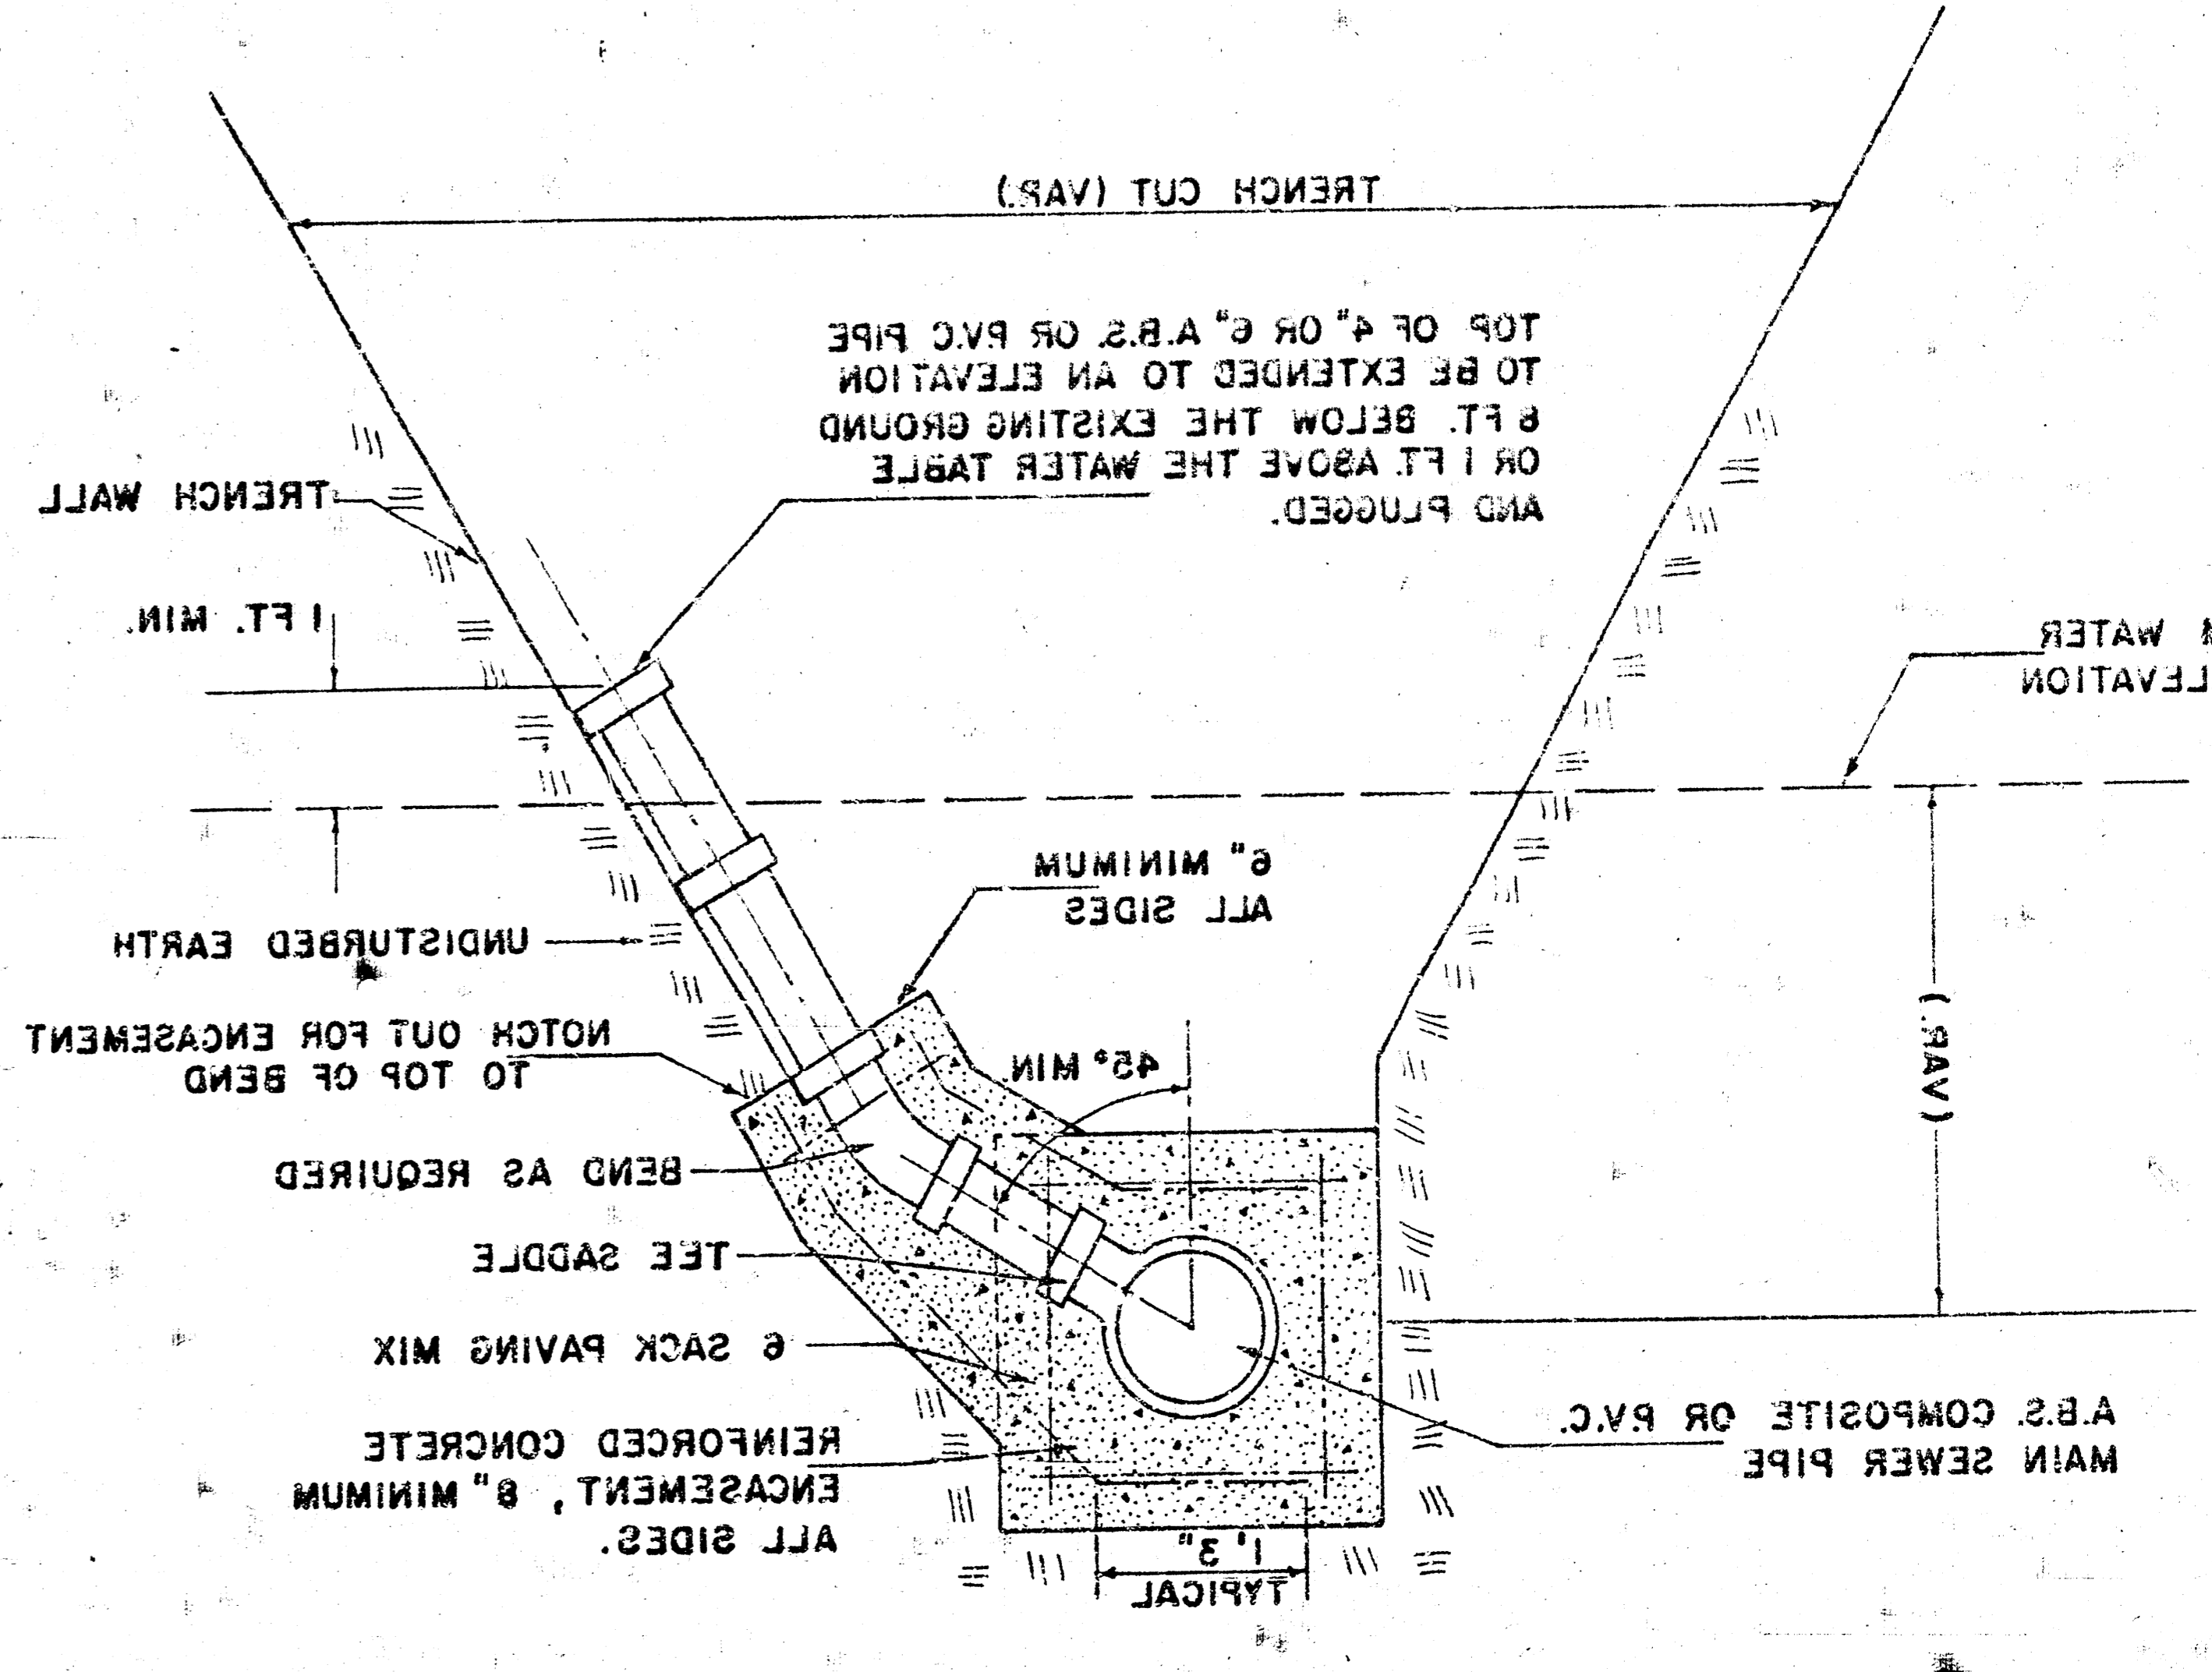 TRENCH CUT (VAR.)
TOP OF 4" OR 6" A.B.S. OR P.V.C PIPE
TO BE EXTENDED TO AN ELEVATION
8 FT. BELOW THE EXISTING GROUND
OR 1 FT. ABOVE THE WATER TABLE
AND PLUGGED.
TRENCH WALL
1 FT. MIN.
WATER
LEVATION
6" MINIMUM
ALL SIDES
UNDISTURBED EARTH
NOTCH OUT FOR ENCASEMENT
TO TOP OF BEND
45° MIN.
(VAR.)
BEND AS REQUIRED
TEE SADDLE
6 SACK PAVING MIX
REINFORCED CONCRETE
ENCASEMENT, 8" MINIMUM
ALL SIDES.
A.B.S. COMPOSITE OR P.V.C.
MAIN SEWER PIPE
1' 3"
TYPICAL